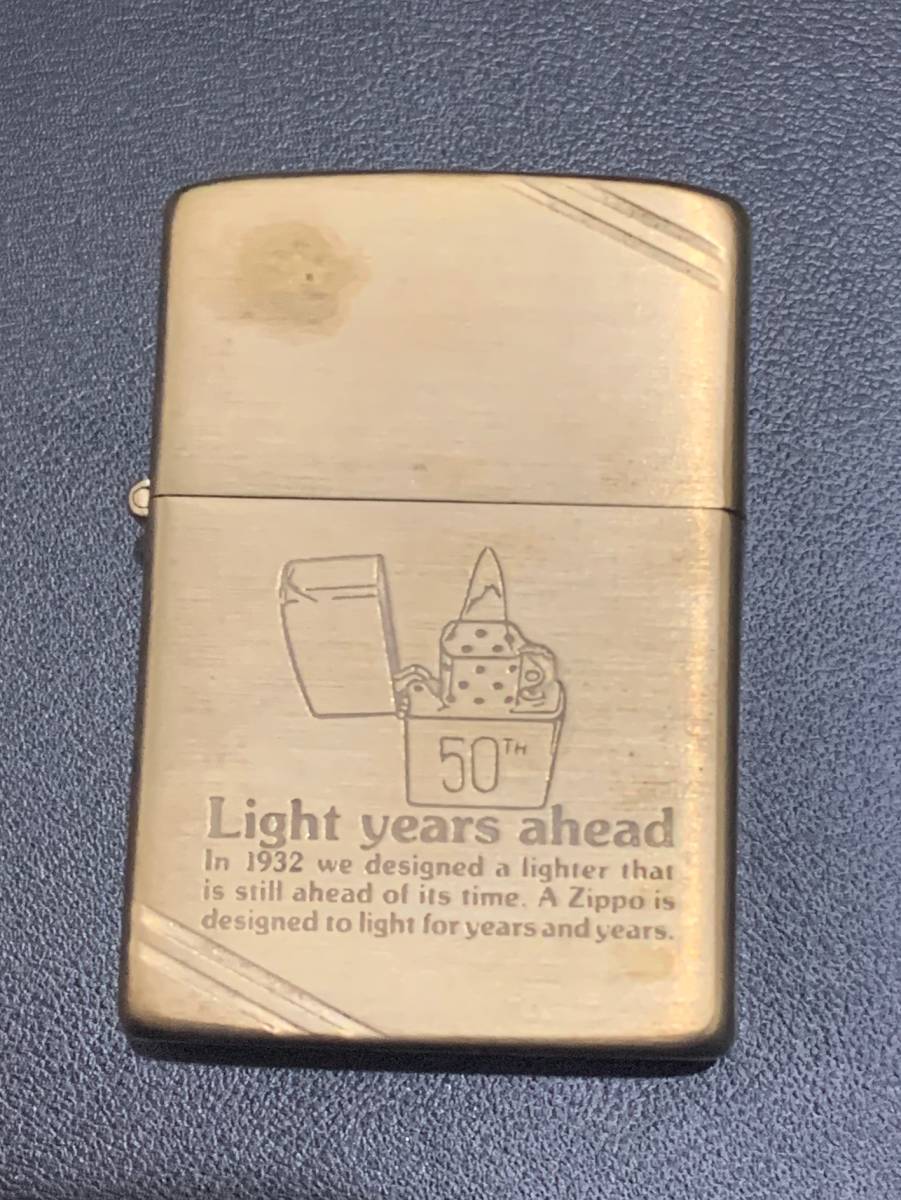 50TH
Light years ahead
In 1932 we designed a lighter that
is still ahead of its time. A Zippo is
designed to light for years and years.